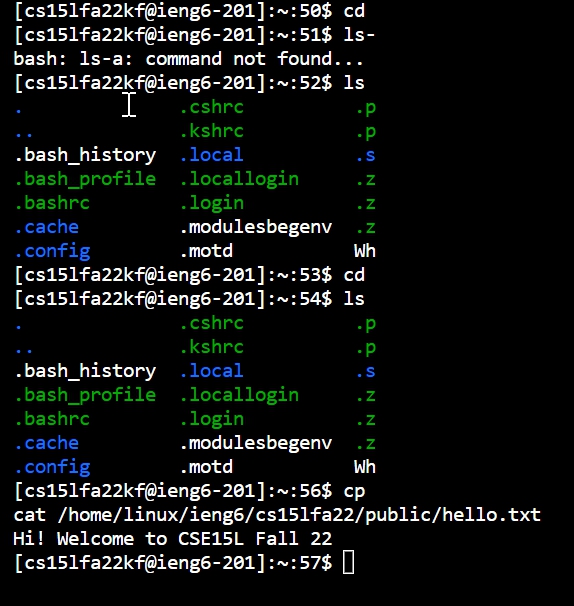 [cs15lfa22kf@ieng6-201]:~:50$ cd
[cs15lfa22kf@ieng6-201]:~:51$ ls-
bash: ls-a: command not found...
[cs15lfa22kf@ieng6-201]:~:52$ ls
. .cshrc .p
.. .kshrc .p
.bash_history .local .s
.bash_profile .locallogin .z
.bashrc .login .z
.cache .modulesbegenv .z
.config .motd Wh
[cs15lfa22kf@ieng6-201]:~:53$ cd
[cs15lfa22kf@ieng6-201]:~:54$ ls
. .cshrc .p
.. .kshrc .p
.bash_history .local .s
.bash_profile .locallogin .z
.bashrc .login .z
.cache .modulesbegenv .z
.config .motd Wh
[cs15lfa22kf@ieng6-201]:~:56$ cp
cat /home/linux/ieng6/cs15lfa22/public/hello.txt
Hi! Welcome to CSE15L Fall 22
[cs15lfa22kf@ieng6-201]:~:57$